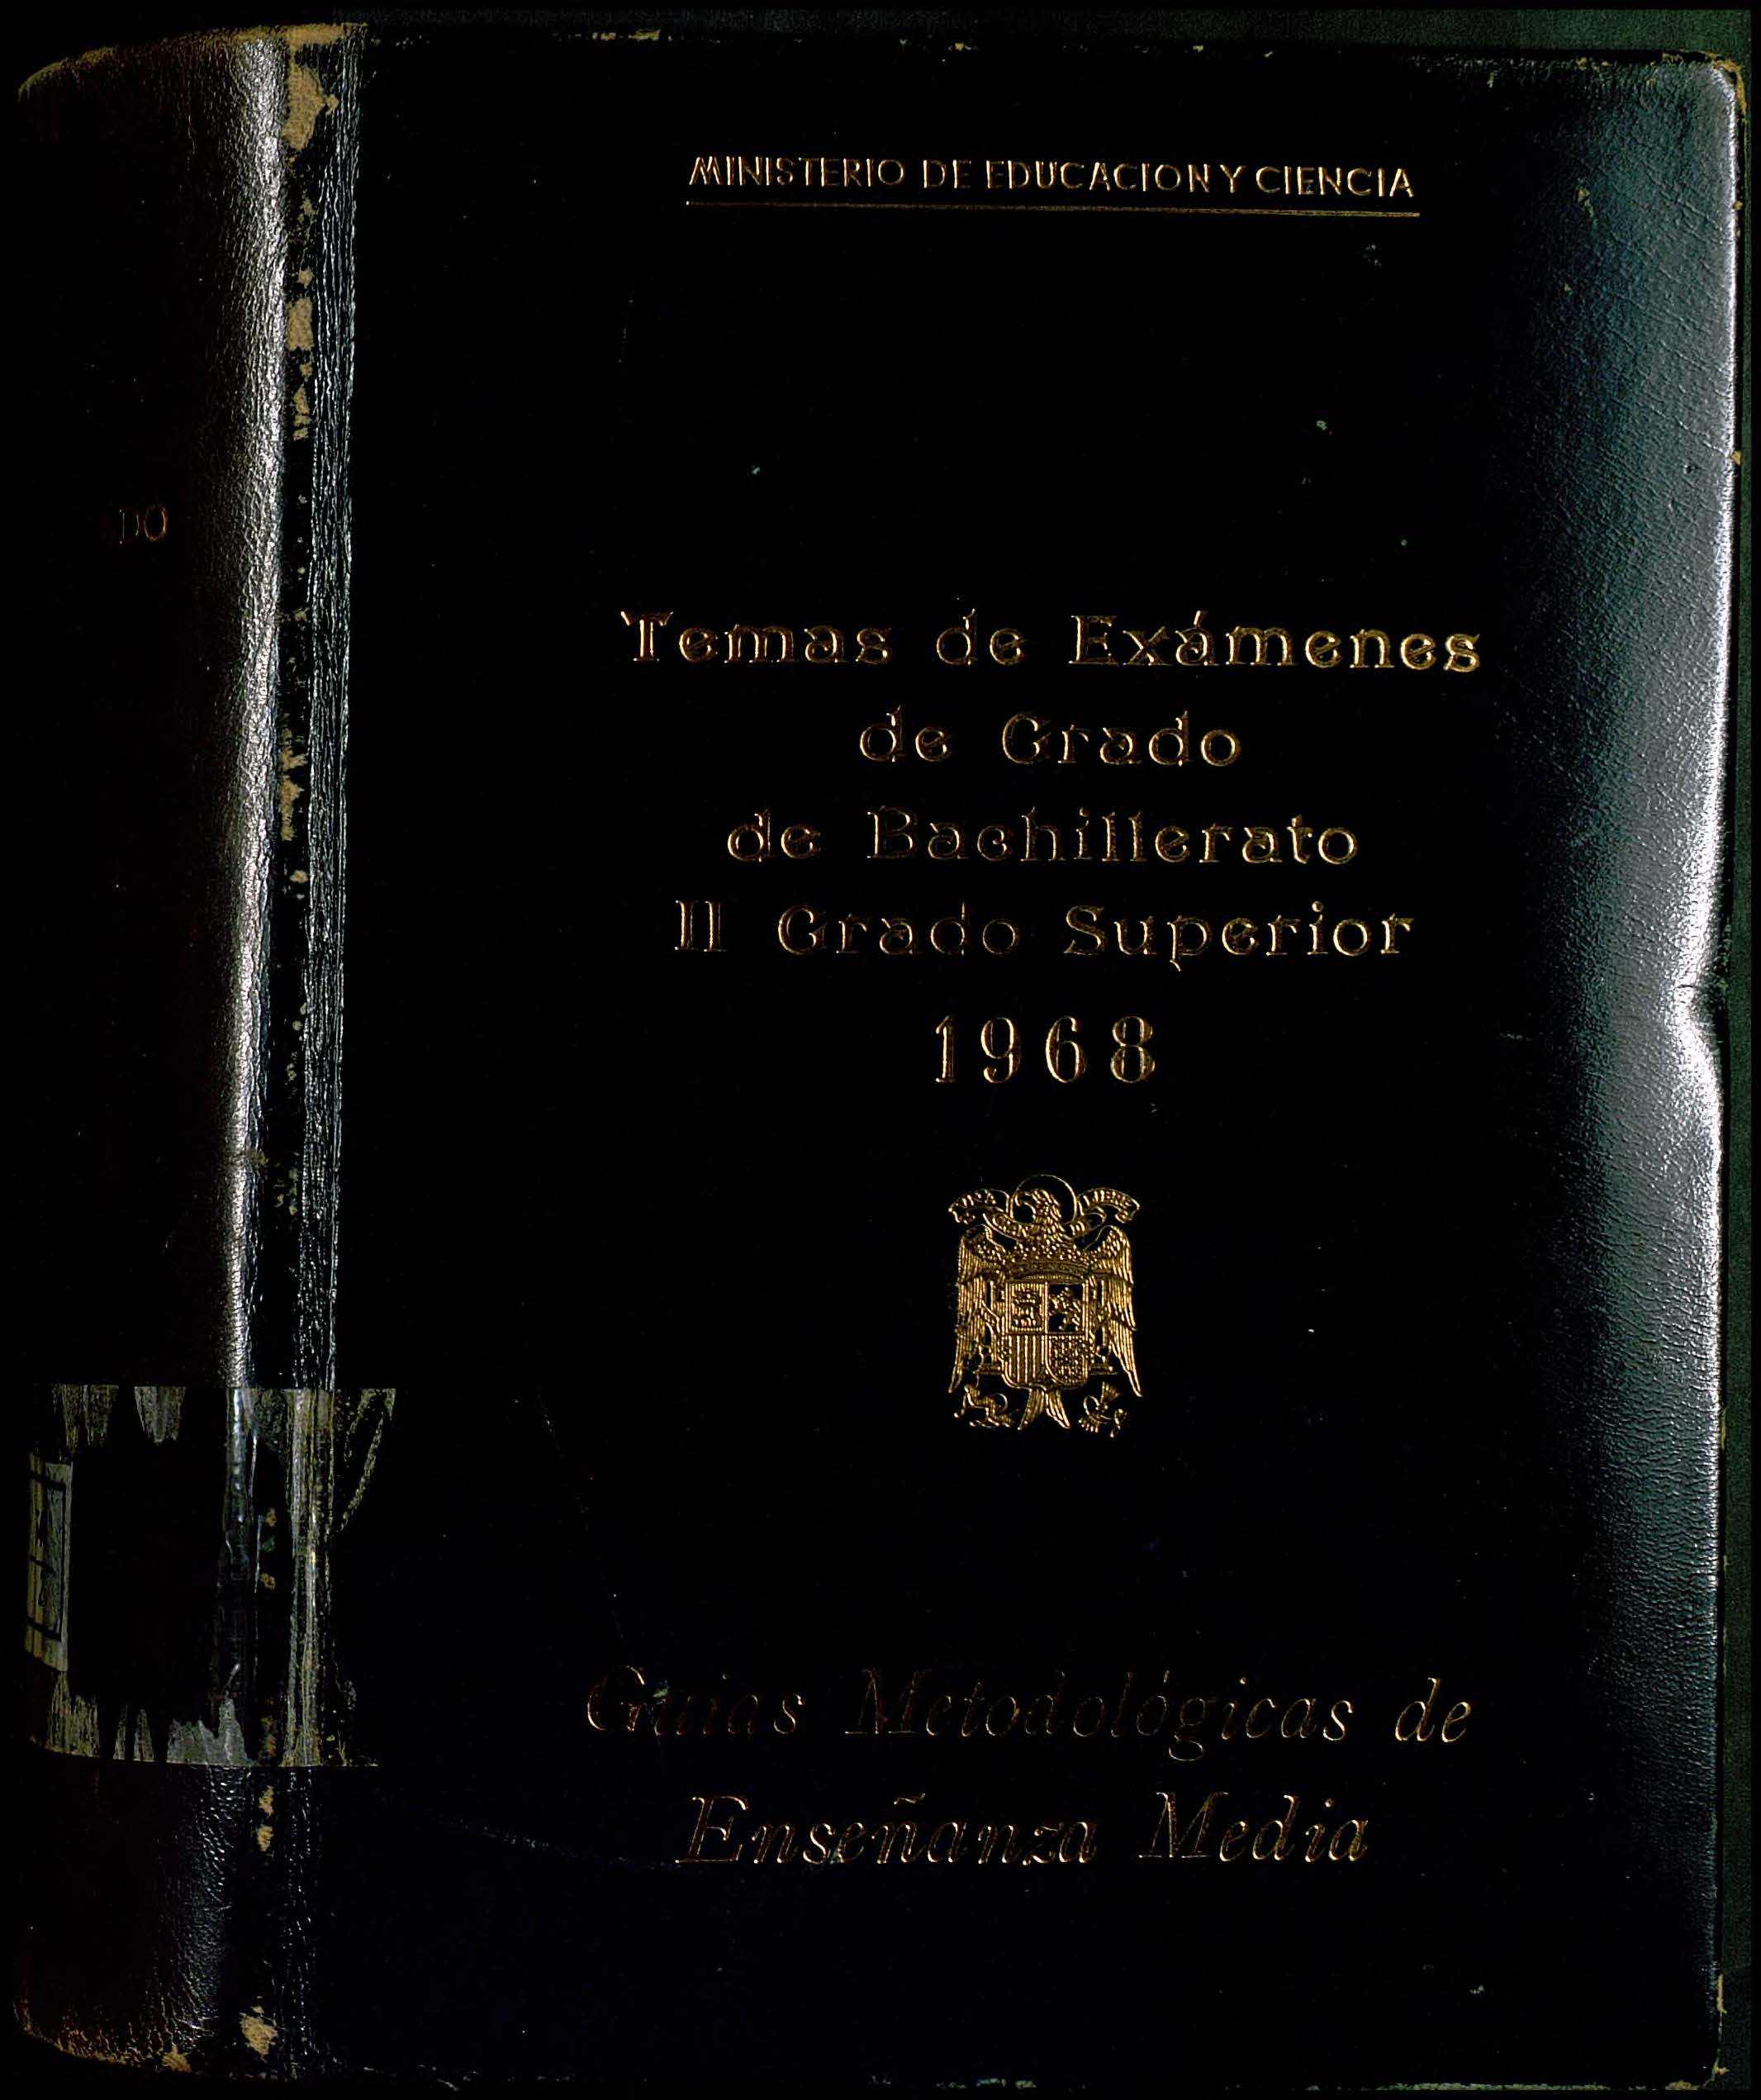 MINISTERIO DE EDUCACION Y CIENCIA
Temas de Exámenes
de Grado
de Bachillerato
II Grado Superior
1968
Guias Metodológicas de
Enseñanza Media